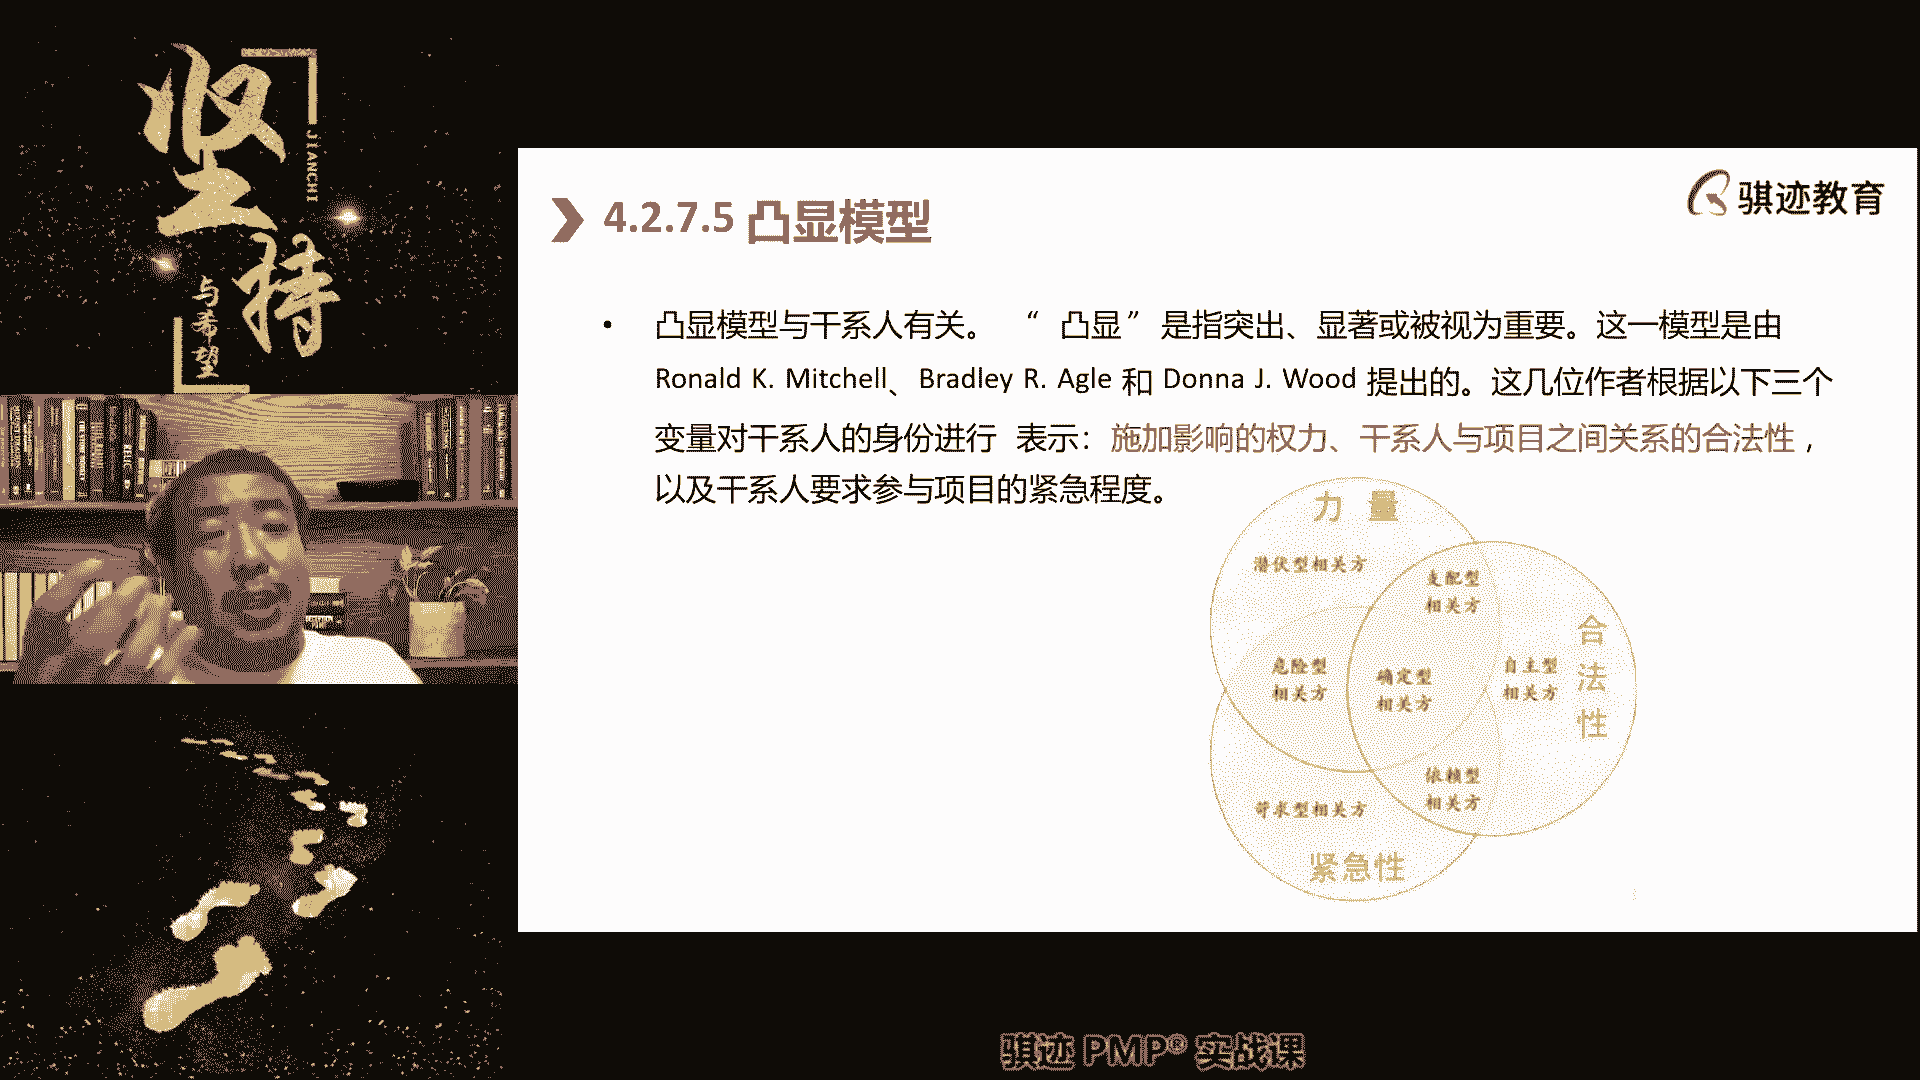 坚持
JIANCHI
与希望
骐迹教育
4.2.7.5 凸显模型
• 凸显模型与干系人有关。 “ 凸显” 是指突出、显著或被视为重要。这一模型是由
Ronald K. Mitchell、Bradley R. Agle 和 Donna J. Wood 提出的。这几位作者根据以下三个
变量对干系人的身份进行 表示：施加影响的权力、干系人与项目之间关系的合法性，
以及干系人要求参与项目的紧急程度。
力 量
潜伏型相关方
支配型
相关方
危险型
相关方
确定型
相关方
自主型
相关方
合
法
性
依赖型
相关方
苛求型相关方
紧急性
骐迹 PMP® 实战课